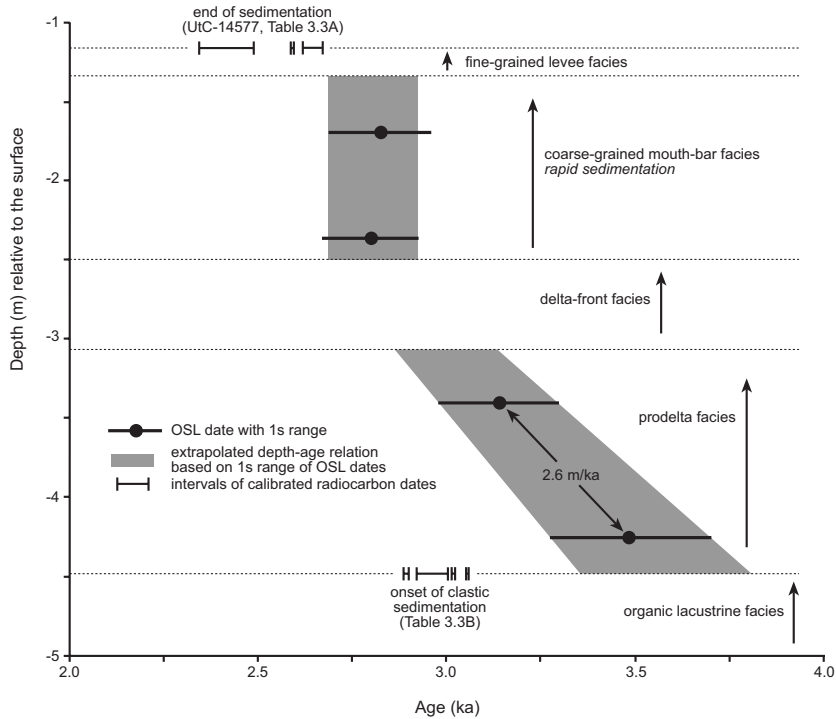 end of sedimentation
(UtC-14577, Table 3.3A)
-1
fine-grained levee facies
coarse-grained mouth-bar facies
rapid sedimentation
-2
Depth (m) relative to the surface
delta-front facies
-3
prodelta facies
OSL date with 1s range
extrapolated depth-age relation
based on 1s range of OSL dates
intervals of calibrated radiocarbon dates
2.6 m/ka
-4
onset of clastic
sedimentation
(Table 3.3B)
organic lacustrine facies
-5
2.0
2.5
3.0
3.5
4.0
Age (ka)